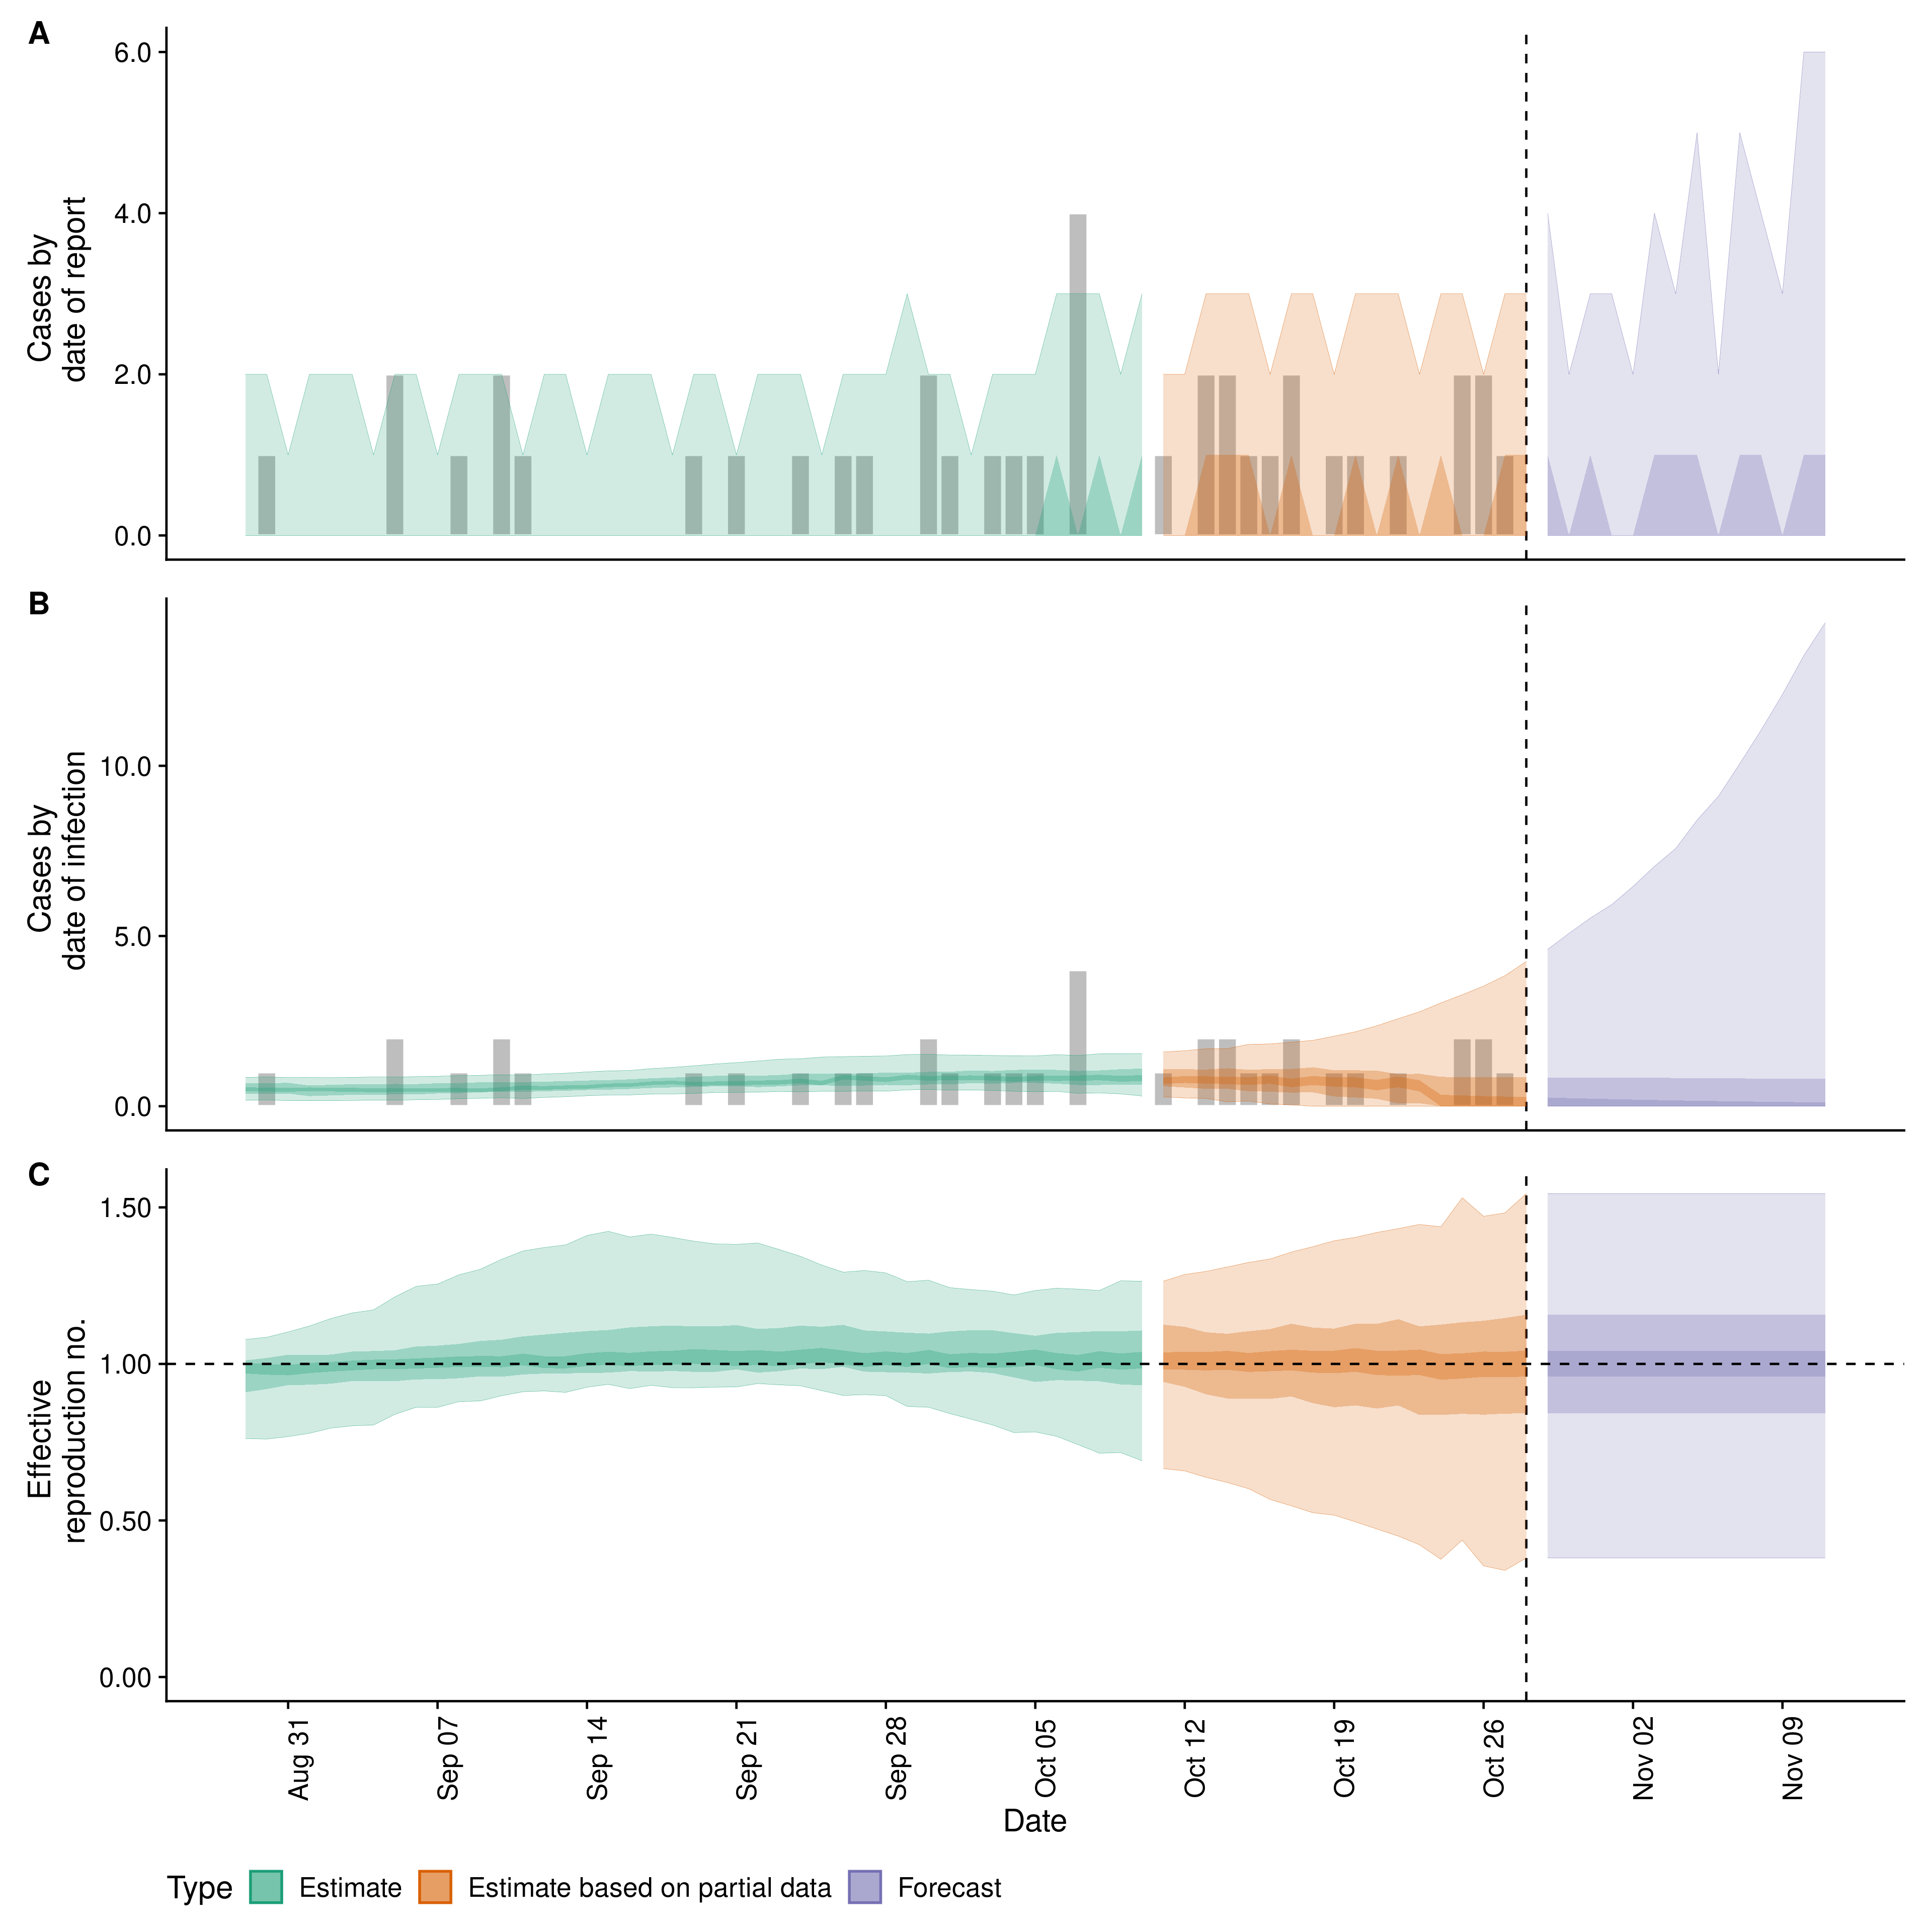 A
Cases by
date of report
6.0
4.0
2.0
0.0
B
Cases by
date of infection
10.0
5.0
0.0
C
Effective
reproduction no.
1.50
1.00
0.50
0.00
Aug 31
Sep 07
Sep 14
Sep 21
Sep 28
Oct 05
Oct 12
Oct 19
Oct 26
Nov 02
Nov 09
Date
Type Estimate Estimate based on partial data Forecast